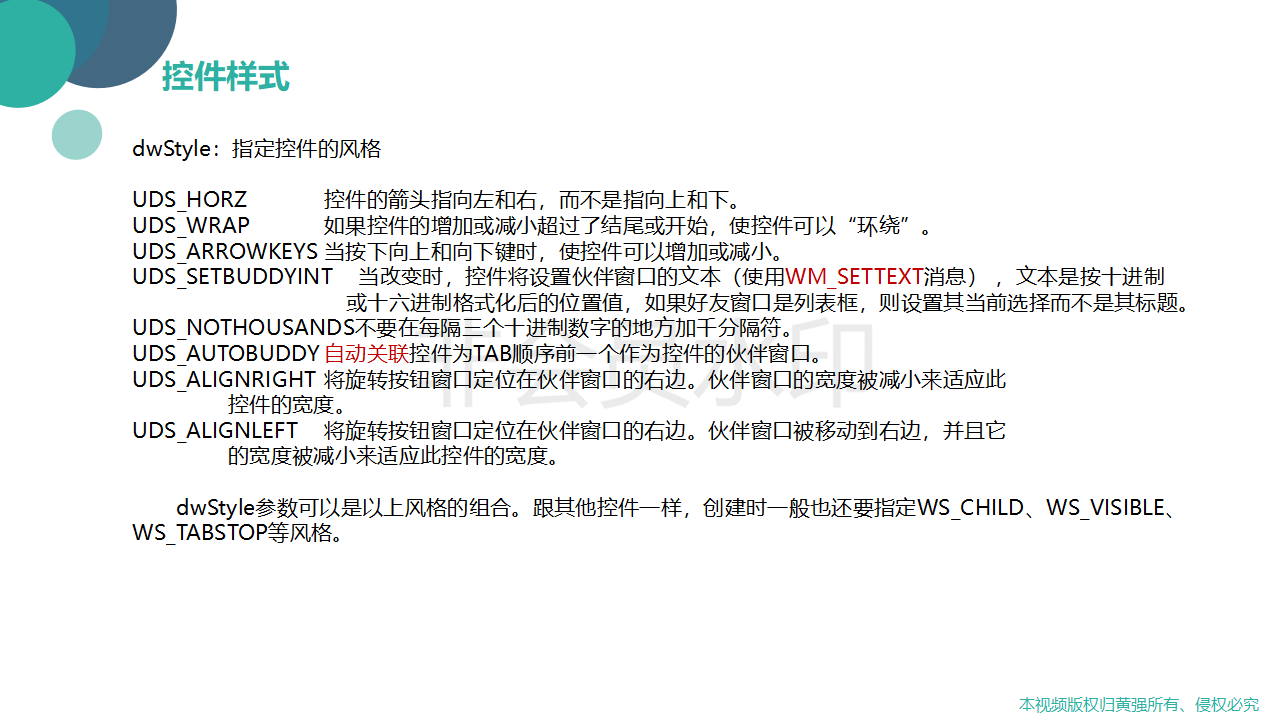 控件样式
dwStyle：指定控件的风格
UDS_HORZ 控件的箭头指向左和右，而不是指向上和下。
UDS_WRAP 如果控件的增加或减小超过了结尾或开始，使控件可以“环绕”。
UDS_ARROWKEYS 当按下向上和向下键时，使控件可以增加或减小。
UDS_SETBUDDYINT 当改变时，控件将设置伙伴窗口的文本（使用WM_SETTEXT消息），文本是按十进制
或十六进制格式化后的位置值，如果好友窗口是列表框，则设置其当前选择而不是其标题。
UDS_NOTHOUSANDS不要在每隔三个十进制数字的地方加千分隔符。
UDS_AUTOBUDDY 自动关联控件为TAB顺序前一个作为控件的伙伴窗口。
UDS_ALIGNRIGHT 将旋转按钮窗口定位在伙伴窗口的右边。伙伴窗口的宽度被减小来适应此
控件的宽度。
UDS_ALIGNLEFT 将旋转按钮窗口定位在伙伴窗口的右边。伙伴窗口被移动到右边，并且它
的宽度被减小来适应此控件的宽度。
dwStyle参数可以是以上风格的组合。跟其他控件一样，创建时一般也还要指定WS_CHILD、WS_VISIBLE、
WS_TABSTOP等风格。
非会员水印
本视频版权归黄强所有、侵权必究